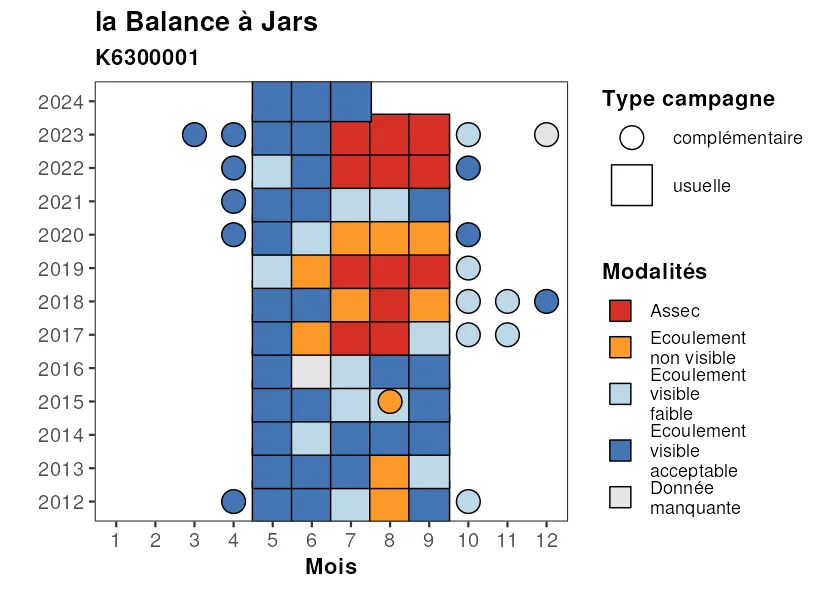 la Balance à Jars
K6300001
2024
2023
2022
2021
2020
2019
2018
2017
2016
2015
2014
2013
2012
1 2 3 4 5 6 7 8 9 10 11 12
Mois
Type campagne
complémentaire
usuelle
Modalités
Assec
Ecoulement
non visible
Ecoulement
visible
faible
Ecoulement
visible
acceptable
Donnée
manquante